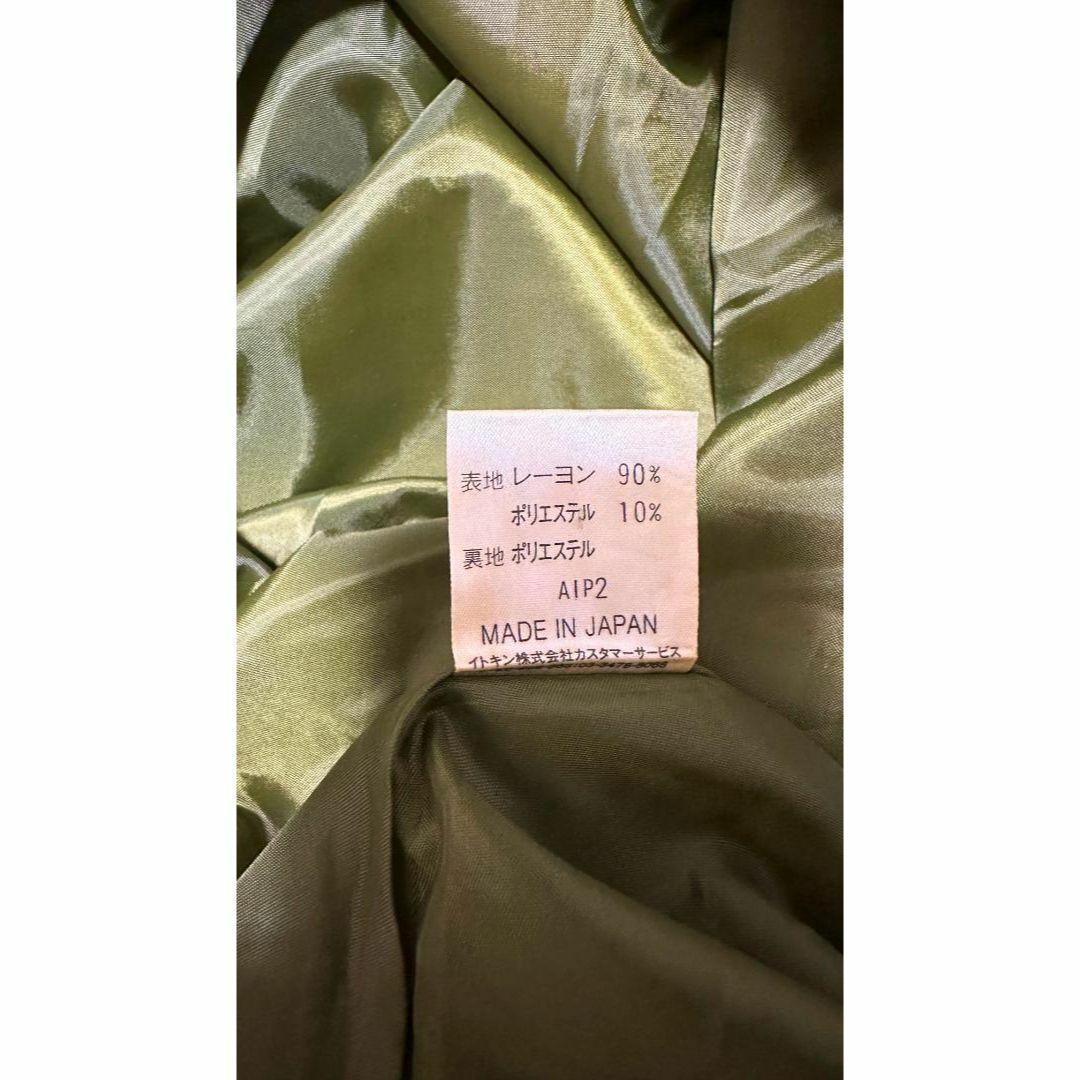 表地 レーヨン 90%
ポリエステル 10%
裏地 ポリエステル
AIP2
MADE IN JAPAN
イトキン株式会社カスタマーサービス